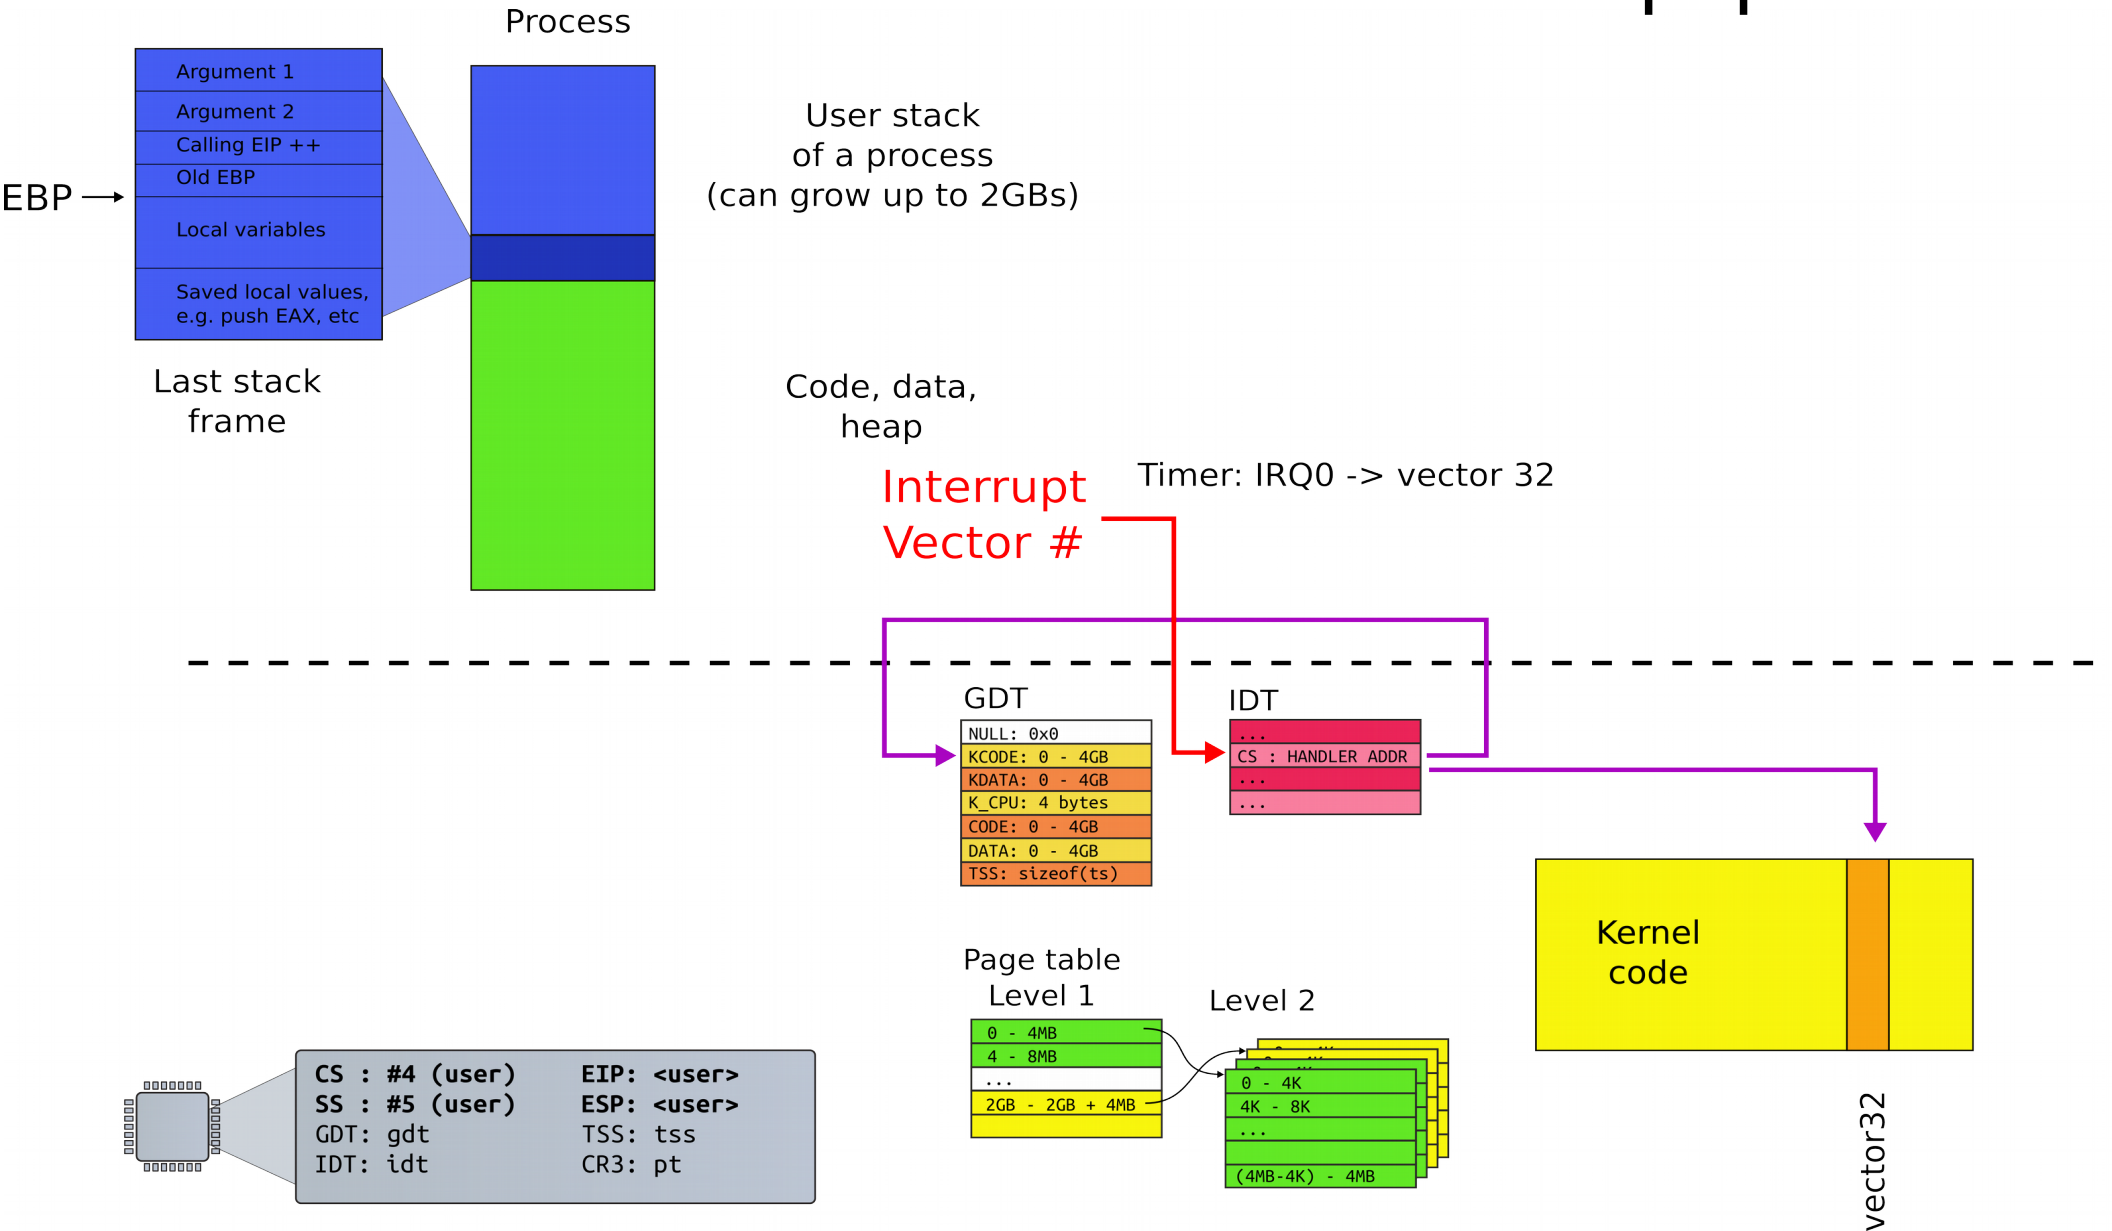 Process
Argument 1
Argument 2
Calling EIP ++
Old EBP
EBP
Local variables
Saved local values,
e.g. push EAX, etc
Last stack
frame
User stack
of a process
(can grow up to 2GBs)
Code, data,
heap
Interrupt
Vector #
Timer: IRQ0 -> vector 32
GDT
NULL: 0x0
KCODE: 0 - 4GB
KDATA: 0 - 4GB
K_CPU: 4 bytes
CODE: 0 - 4GB
DATA: 0 - 4GB
TSS: sizeof(ts)
IDT
...
CS : HANDLER ADDR
...
...
Kernel
code
vector32
Page table
Level 1
0 - 4MB
4 - 8MB
...
2GB - 2GB + 4MB
Level 2
0 - 4K
4K - 8K
...
(4MB-4K) - 4MB
CS : #4 (user) EIP: <user>
SS : #5 (user) ESP: <user>
GDT: gdt TSS: tss
IDT: idt CR3: pt